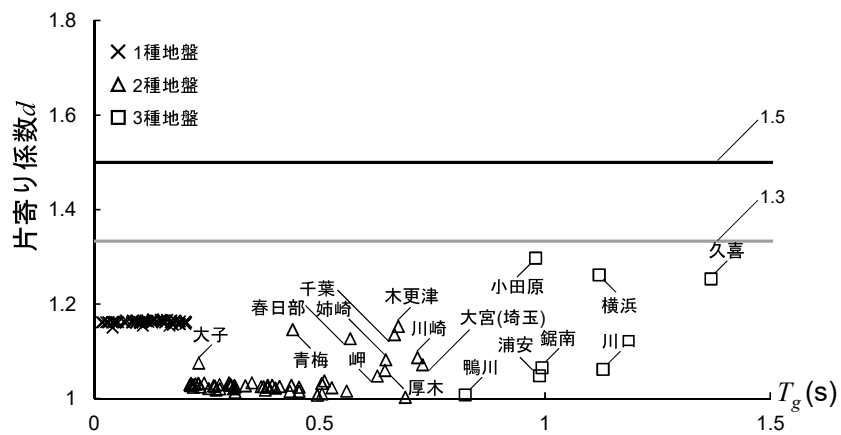 1.8
1.6
1.4
1.2
1
片寄り係数d
1種地盤
2種地盤
3種地盤
1.5
1.3
久喜
小田原
横浜
千葉
木更津
春日部
姉崎
大宮(埼玉)
川崎
大子
青梅
岬
浦安
鋸南
川口
厚木
鴨川
0
0.5
1
1.5
Tg(s)